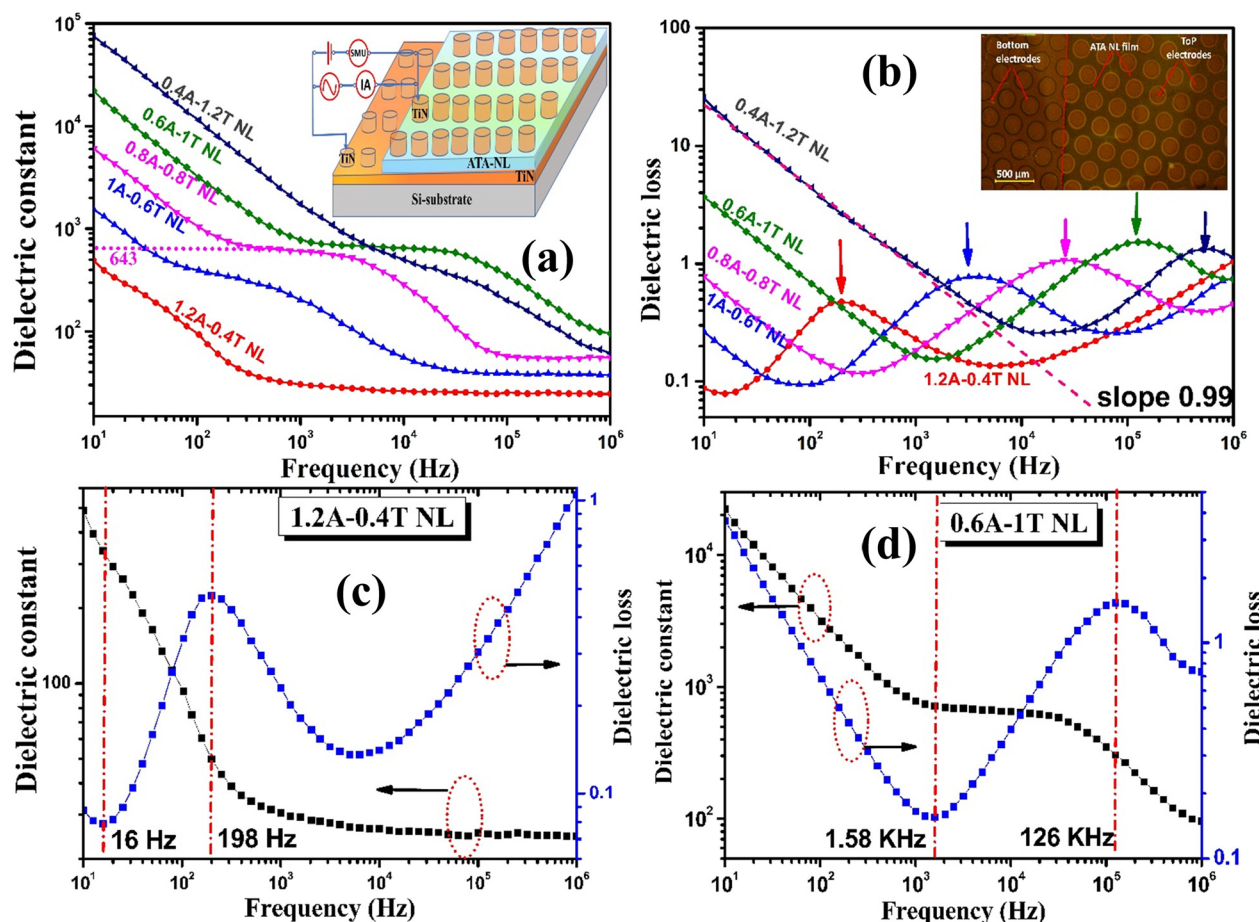 Dielectric constant
10^5
10^4
10^3
10^2
0.4A-1.2T NL
0.6A-1T NL
0.8A-0.8T NL
1A-0.6T NL
643
1.2A-0.4T NL
SMU
IA
TiN
TiN
ATA-NL
TiN
Si-substrate
(a)
10^1 10^2 10^3 10^4 10^5 10^6
Frequency (Hz)
Dielectric loss
100
10
1
0.1
(b)
Bottom
electrodes
ATA NL film
ToP
electrodes
500 µm
0.4A-1.2T NL
0.6A-1T NL
0.8A-0.8T NL
1A-0.6T NL
1.2A-0.4T NL
slope 0.99
10^1 10^2 10^3 10^4 10^5 10^6
Frequency (Hz)
Dielectric constant
100
1.2A-0.4T NL
(c)
16 Hz
198 Hz
1
0.1
Dielectric loss
10^1 10^2 10^3 10^4 10^5 10^6
Frequency (Hz)
Dielectric constant
10^4
10^3
10^2
0.6A-1T NL
(d)
1.58 KHz
126 KHz
1
0.1
Dielectric loss
10^1 10^2 10^3 10^4 10^5 10^6
Frequency (Hz)